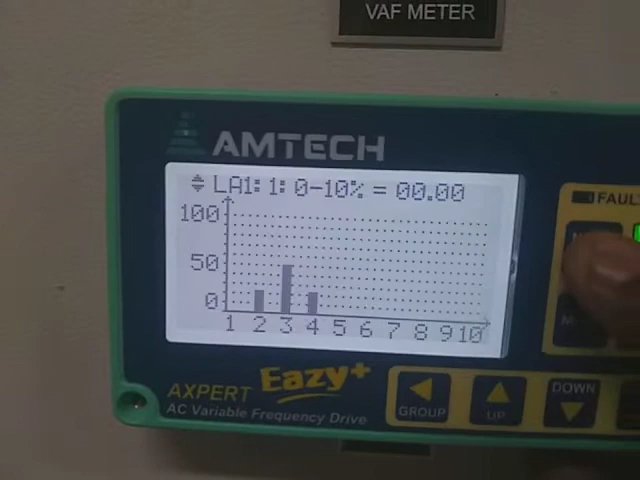 VAF METER
AMTECH
LA1: 1: 0-10% = 00.00
100
50
0
1 2 3 4 5 6 7 8 9 10
FAUL
AXPERT Eazy+
AC Variable Frequency Drive
GROUP
UP
DOWN